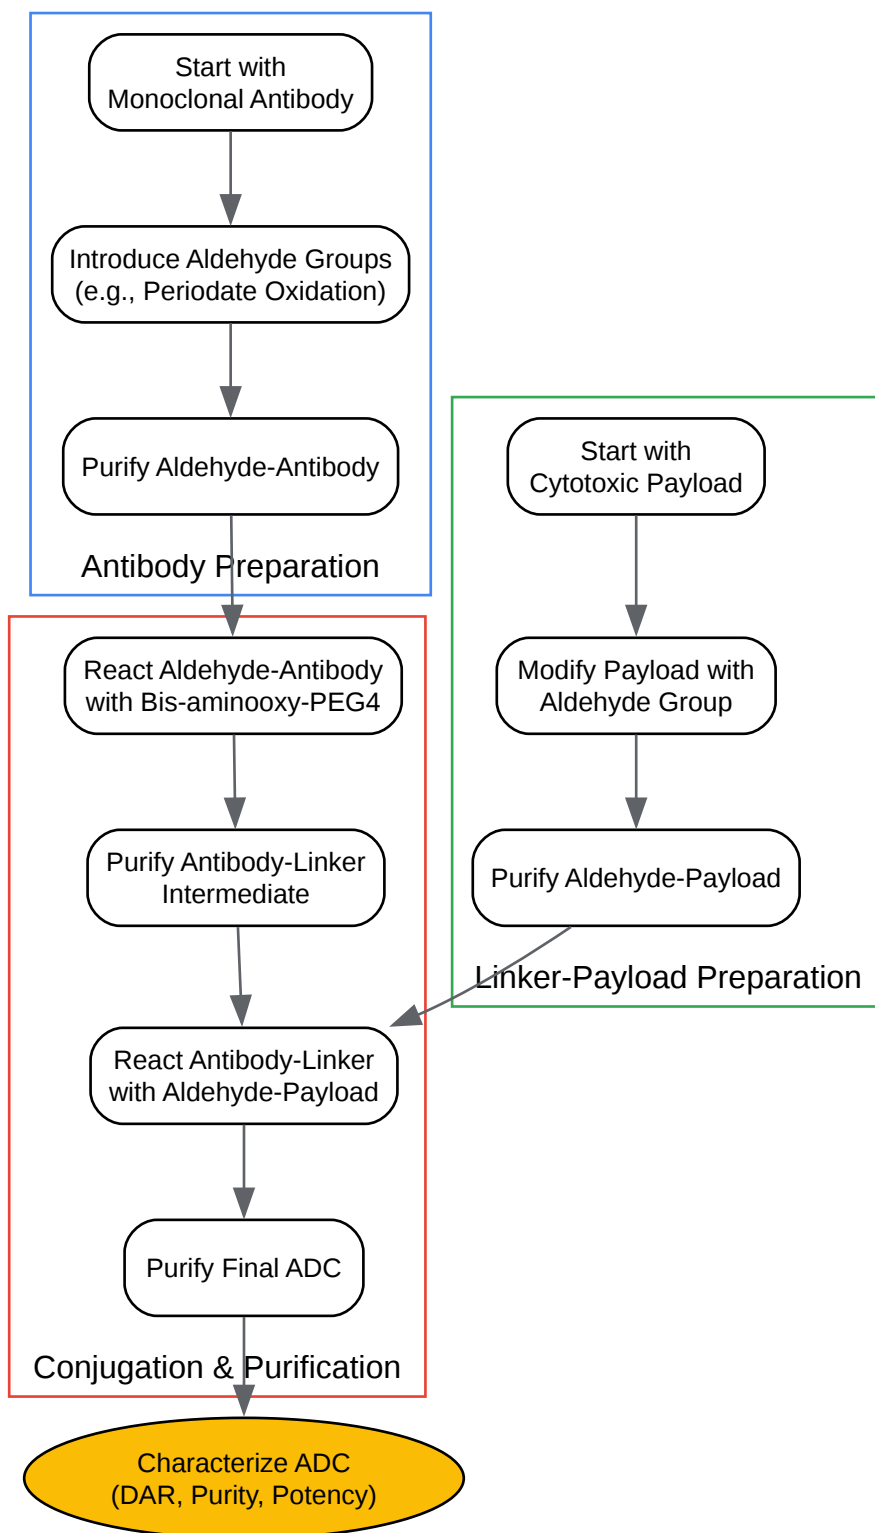 Start with
Monoclonal Antibody
Introduce Aldehyde Groups
(e.g., Periodate Oxidation)
Purify Aldehyde-Antibody
Antibody Preparation
Start with
Cytotoxic Payload
Modify Payload with
Aldehyde Group
Purify Aldehyde-Payload
Linker-Payload Preparation
React Aldehyde-Antibody
with Bis-aminooxy-PEG4
Purify Antibody-Linker
Intermediate
React Antibody-Linker
with Aldehyde-Payload
Purify Final ADC
Conjugation & Purification
Characterize ADC
(DAR, Purity, Potency)